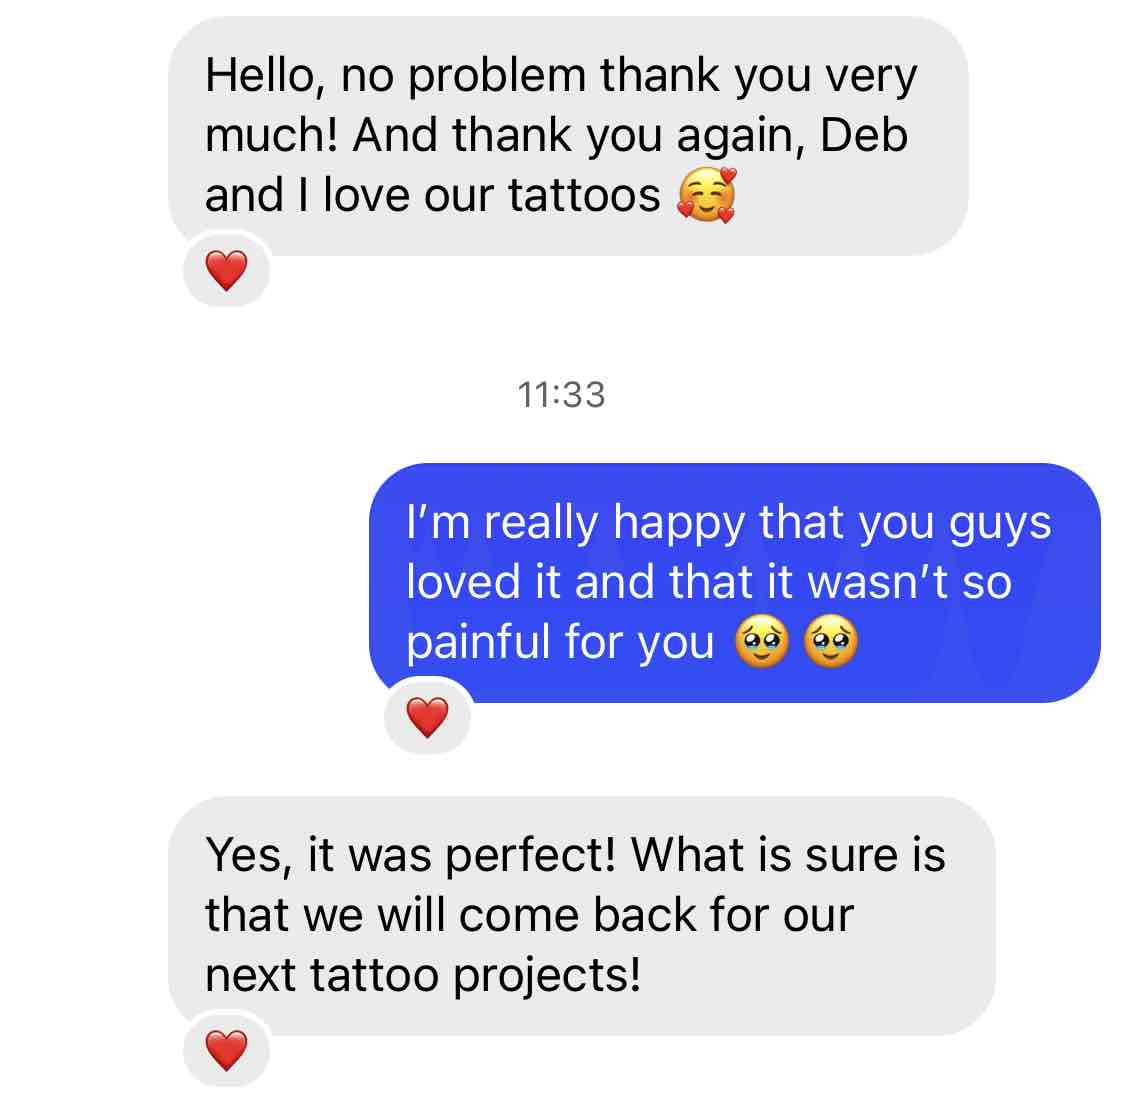 Hello, no problem thank you very
much! And thank you again, Deb
and I love our tattoos 🥰
❤️
11:33
I’m really happy that you guys
loved it and that it wasn’t so
painful for you 🥹 🥹
❤️
Yes, it was perfect! What is sure is
that we will come back for our
next tattoo projects!
❤️